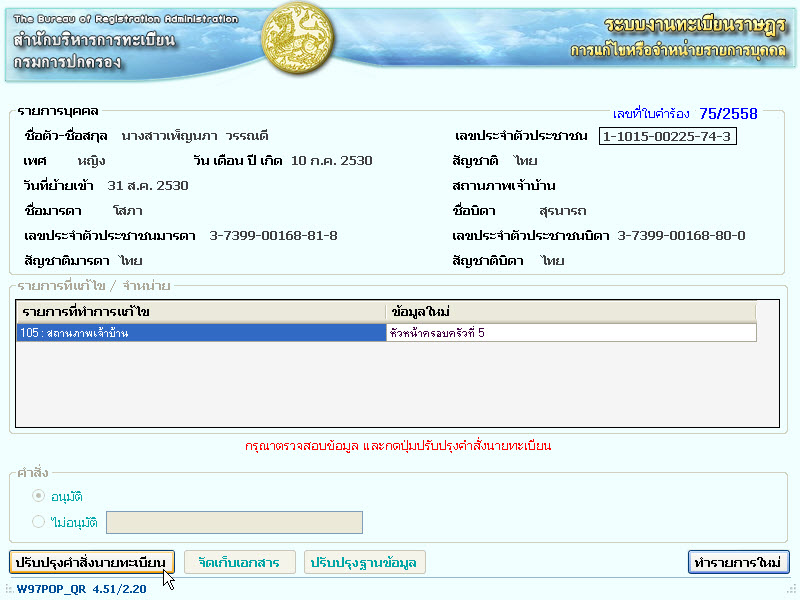 The Bureau of Registration Administration
สำนักบริหารการทะเบียน
กรมการปกครอง
ระบบงานทะเบียนราษฎร
การแก้ไขหรือจำหน่ายรายการบุคคล
รายการบุคคล
เลขที่ใบคำร้อง 75/2558
ชื่อตัว-ชื่อสกุล นางสาวเพ็ญนภา วรรณดี
เลขประจำตัวประชาชน 1-1015-00225-74-3
เพศ หญิง วัน เดือน ปี เกิด 10 ก.ค. 2530
สัญชาติ ไทย
วันที่ย้ายเข้า 31 ส.ค. 2530
สถานภาพเจ้าบ้าน
ชื่อมารดา โสภา
ชื่อบิดา สุรนารถ
เลขประจำตัวประชาชนมารดา 3-7399-00168-81-8
เลขประจำตัวประชาชนบิดา 3-7399-00168-80-0
สัญชาติมารดา ไทย
สัญชาติบิดา ไทย
รายการที่แก้ไข / จำหน่าย
รายการที่ทำการแก้ไข ข้อมูลใหม่
105 : สถานภาพเจ้าบ้าน หัวหน้าครอบครัวที่ 5
กรุณาตรวจสอบข้อมูล และกดปุ่มปรับปรุงคำสั่งนายทะเบียน
คำสั่ง
อนุมัติ
ไม่อนุมัติ
ปรับปรุงคำสั่งนายทะเบียน จัดเก็บเอกสาร ปรับปรุงฐานข้อมูล ทำรายการใหม่
W97POP_QR 4.51/2.20